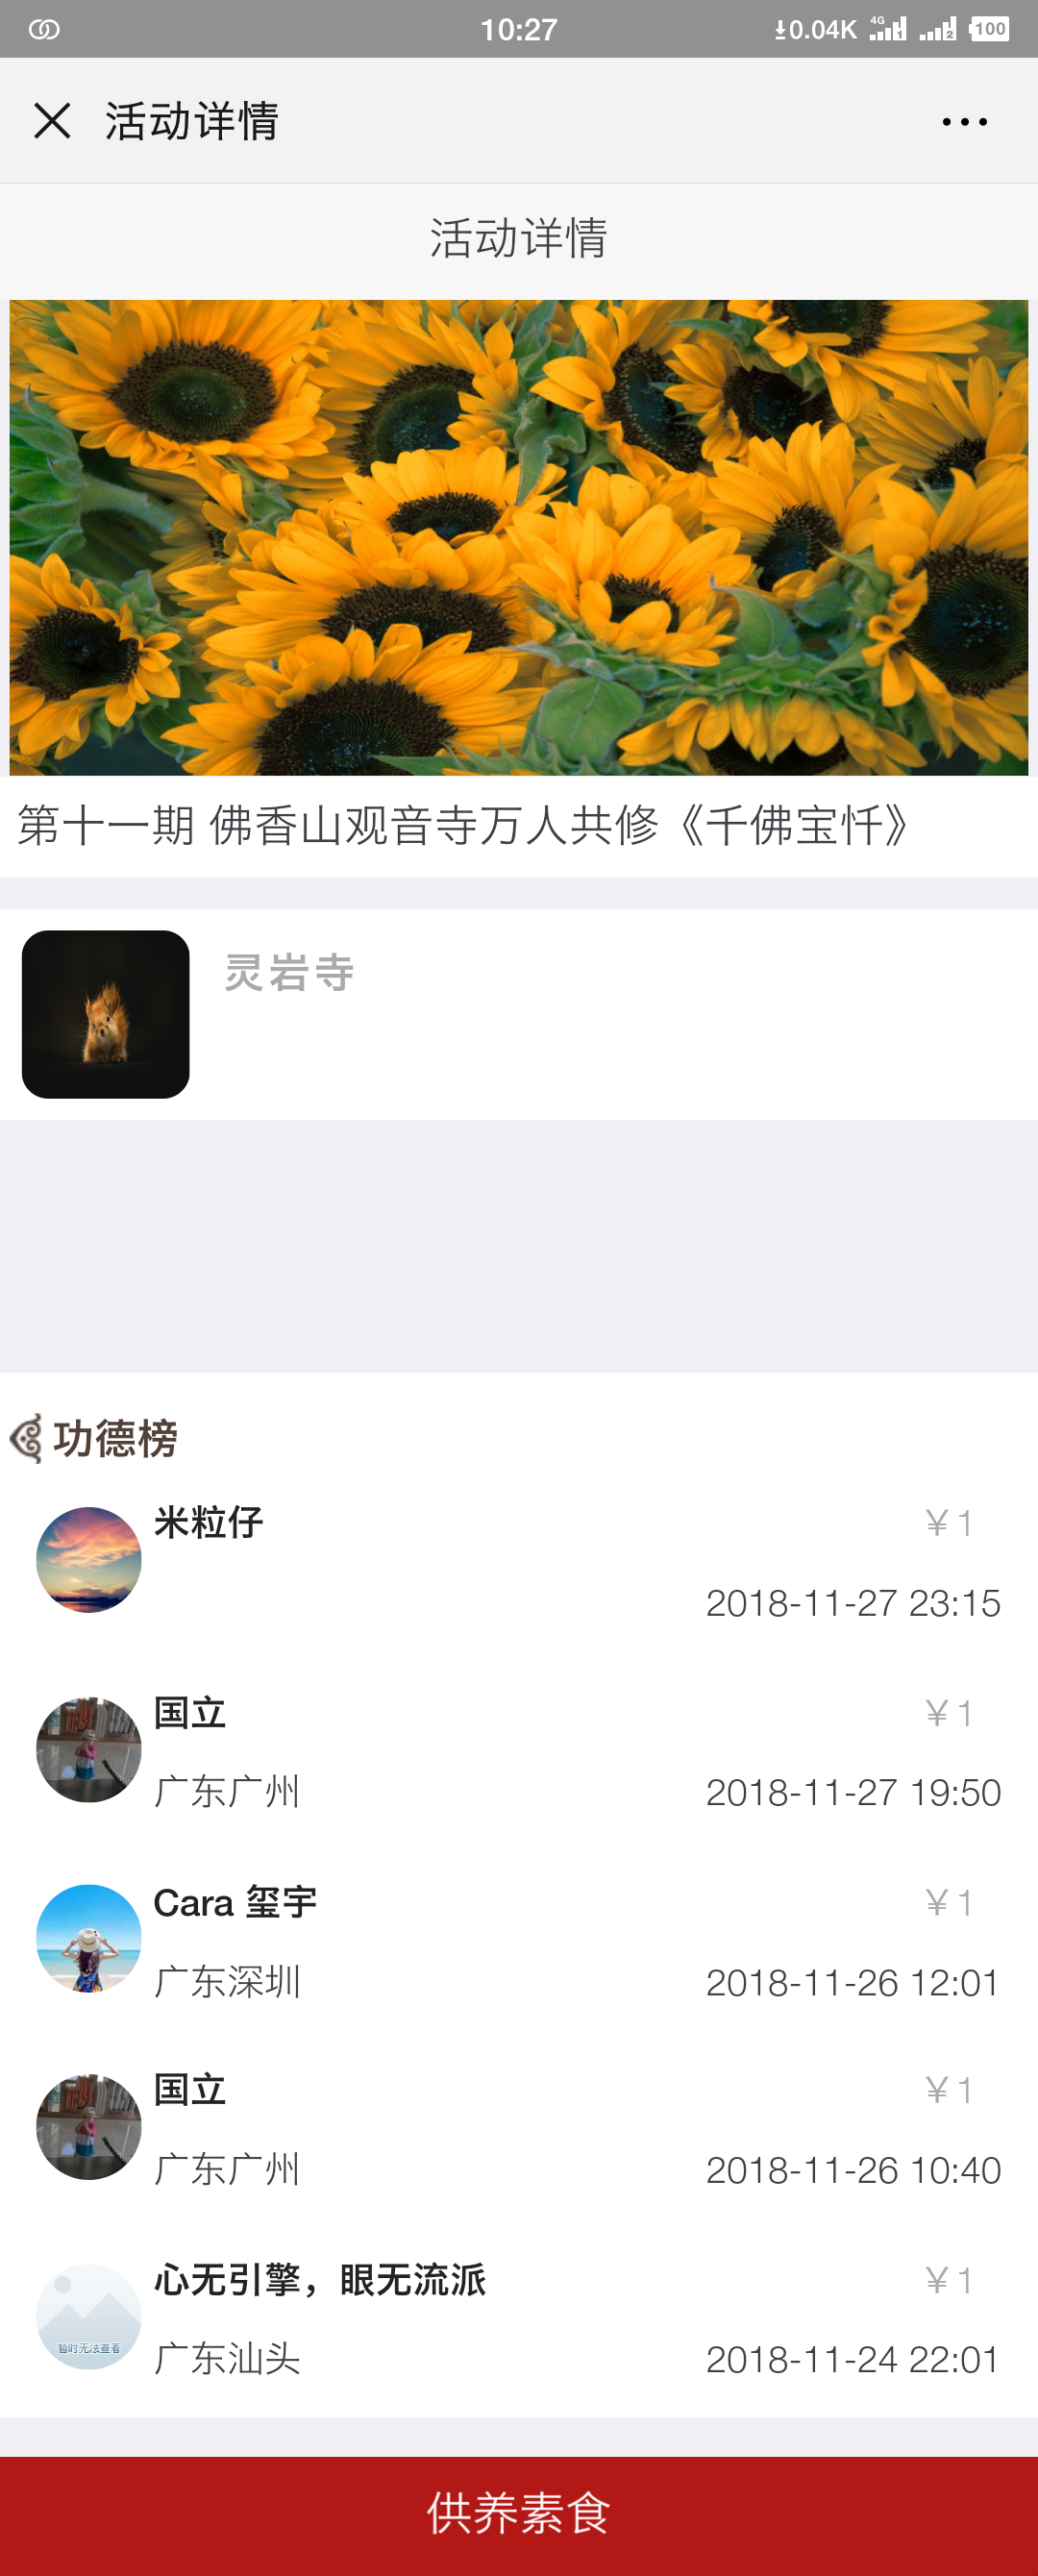 10:27
0.04K 4G 1 2 100
活动详情
活动详情
第十一期 佛香山观音寺万人共修《千佛宝忏》
灵岩寺
功德榜
米粒仔 ￥1
2018-11-27 23:15
国立 ￥1
广东广州 2018-11-27 19:50
Cara 玺宇 ￥1
广东深圳 2018-11-26 12:01
国立 ￥1
广东广州 2018-11-26 10:40
心无引擎，眼无流派 ￥1
暂时无法查看
广东汕头 2018-11-24 22:01
供养素食